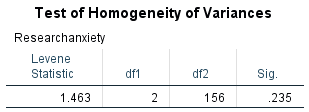 Test of Homogeneity of Variances
Researchanxiety
Levene
Statistic df1 df2 Sig.
1.463 2 156 .235